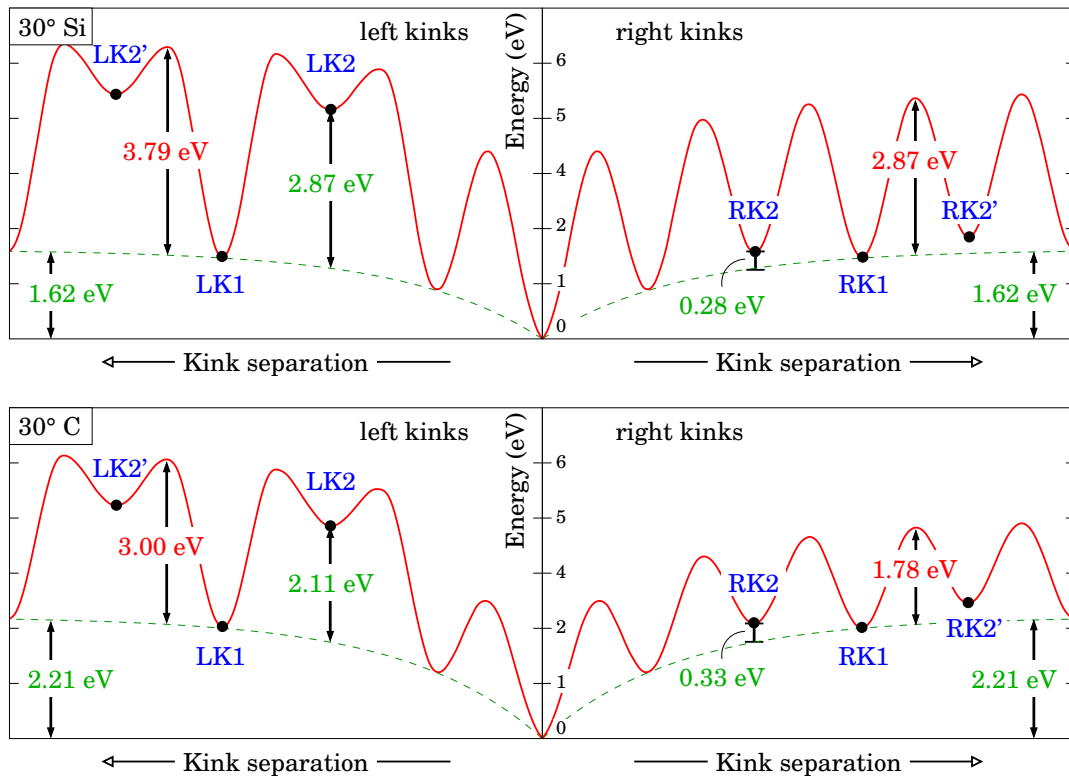 30° Si
left kinks
right kinks
Energy (eV)
LK2'
LK2
6
5
3.79 eV
2.87 eV
4
2.87 eV
RK2
RK2'
2
LK1
RK1
1.62 eV
1
0.28 eV
1.62 eV
0
Kink separation
Kink separation
30° C
left kinks
right kinks
Energy (eV)
LK2'
LK2
6
5
3.00 eV
2.11 eV
4
RK2
1.78 eV
2
LK1
RK1
RK2'
2.21 eV
1
0.33 eV
2.21 eV
0
Kink separation
Kink separation